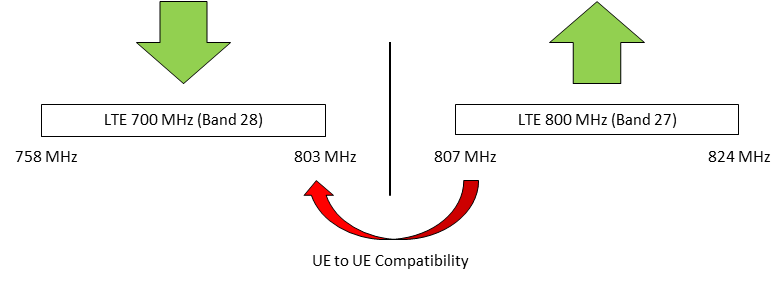 LTE 700 MHz (Band 28)
LTE 800 MHz (Band 27)
758 MHz
803 MHz
807 MHz
824 MHz
UE to UE Compatibility